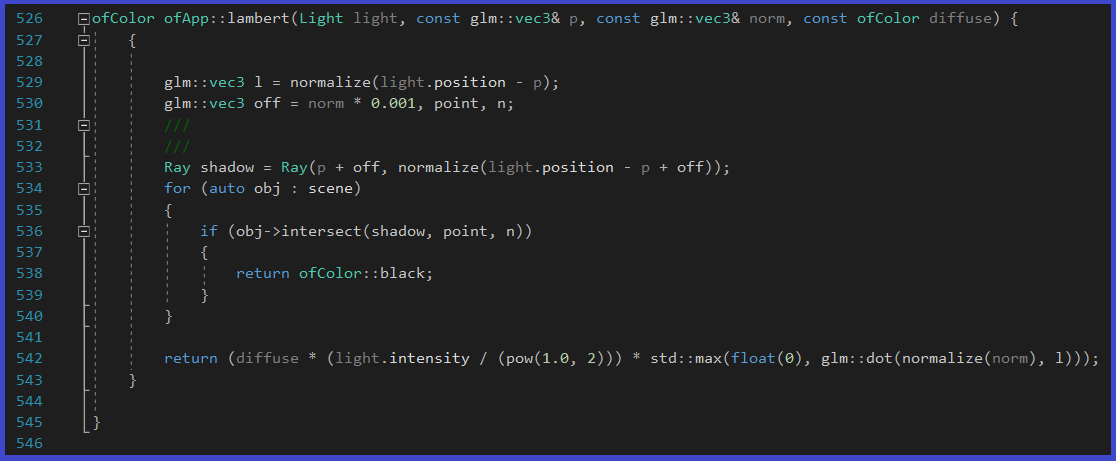 526 ofColor ofApp::lambert(Light light, const glm::vec3& p, const glm::vec3& norm, const ofColor diffuse) {
527     {
528
529         glm::vec3 l = normalize(light.position - p);
530         glm::vec3 off = norm * 0.001, point, n;
531         ///
532         ///
533         Ray shadow = Ray(p + off, normalize(light.position - p + off));
534         for (auto obj : scene)
535         {
536             if (obj->intersect(shadow, point, n))
537             {
538                 return ofColor::black;
539             }
540         }
541
542         return (diffuse * (light.intensity / (pow(1.0, 2))) * std::max(float(0), glm::dot(normalize(norm), l)));
543     }
544
545 }
546